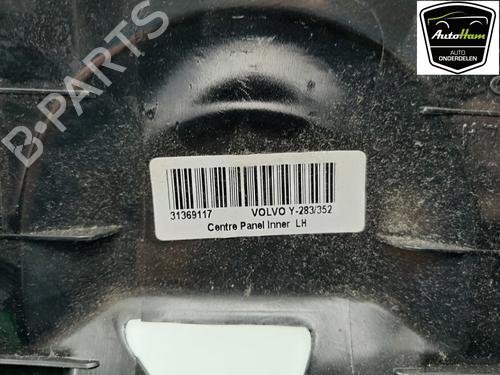 AutoHam
AUTO
ONDERDELEN
B-PARTS
31369117 VOLVO Y-283/352
Centre Panel Inner LH